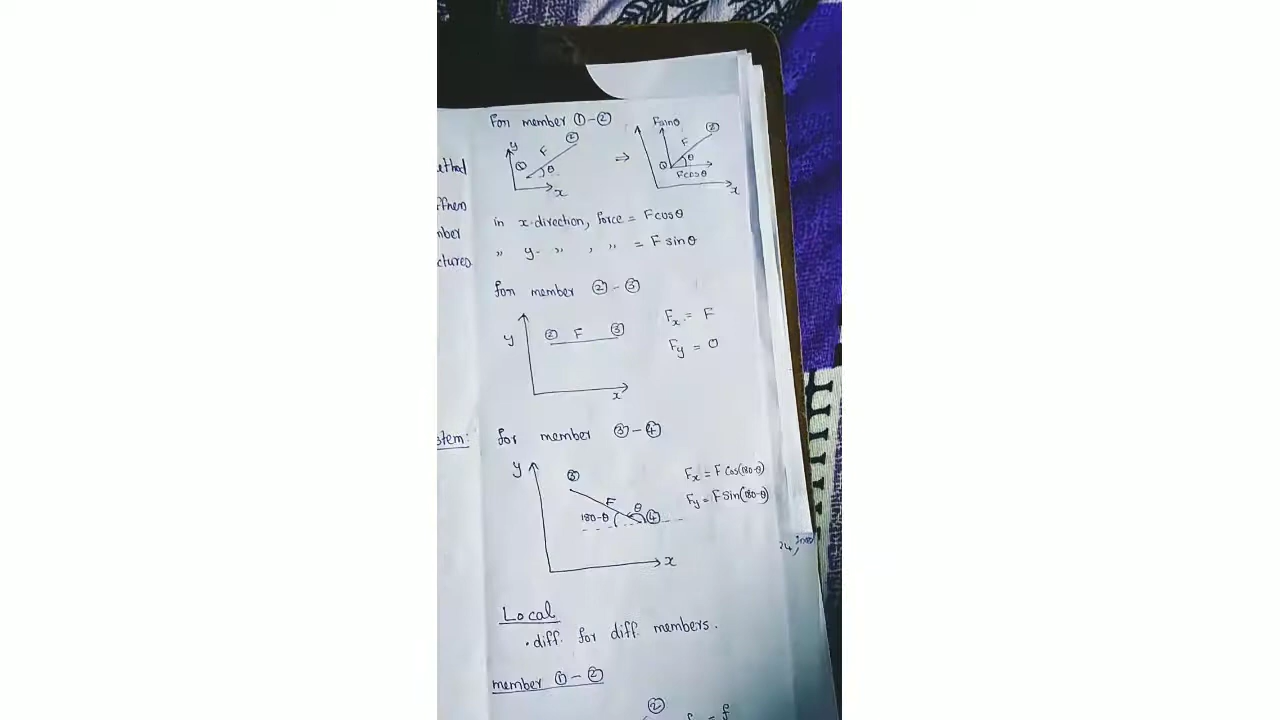 For member ①-②
y F ② ① θ x ⇒ Fsinθ F ② ① θ Fcosθ x
ethod
in x-direction, force = Fcosθ
mber
,, y- ,, , ,, = F sinθ
ctures
for member ②-③
y ② F ③ x
Fx = F
Fy = 0
stem:
for member ③-④
y ③ F θ 180-θ ④ x
Fx = F Cos(180-θ)
Fy = F Sin(180-θ)
Local
• diff. for diff members.
member ①-②
②